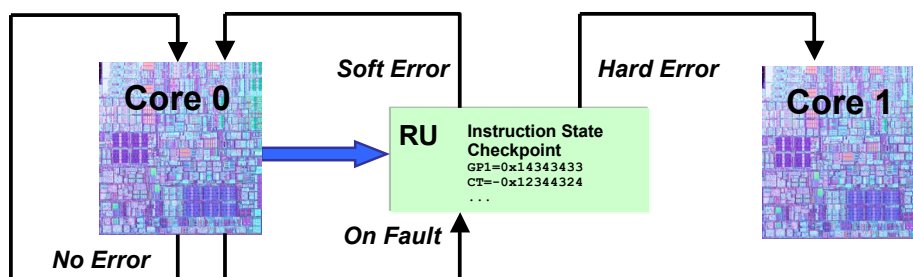 Soft Error
Hard Error
Core 0
Core 1
RU
Instruction State
Checkpoint
GP1=0x14343433
CT=-0x12344324
...
On Fault
No Error